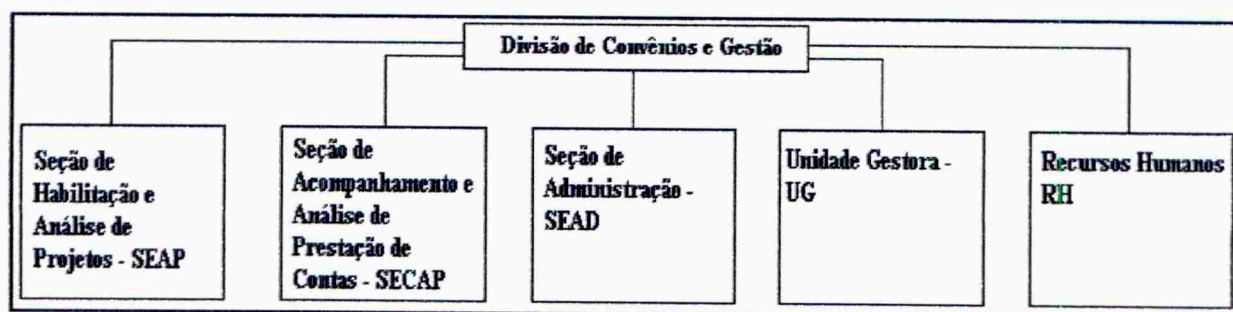 Divisão de Convênios e Gestão
Seção de
Habilitação e
Análise de
Projetos - SEAP
Seção de
Acompanhamento e
Análise de
Prestação de
Contas - SECAP
Seção de
Administração -
SEAD
Unidade Gestora -
UG
Recursos Humanos
RH